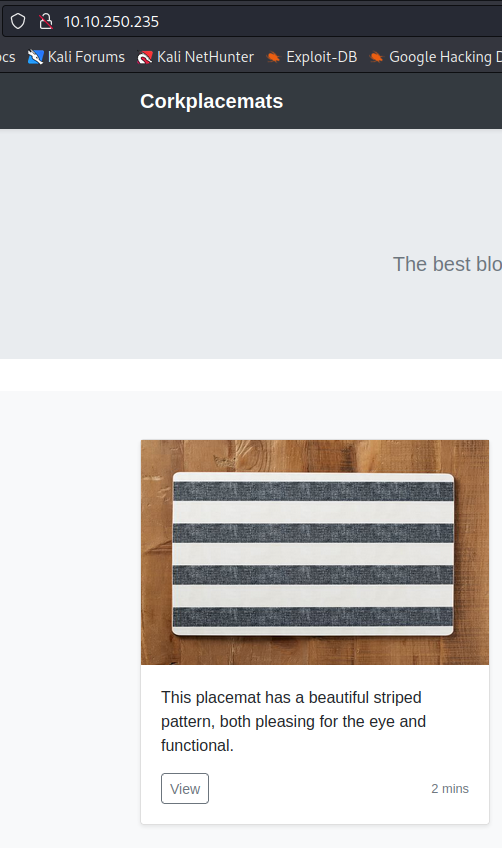 10.10.250.235
ocs Kali Forums Kali NetHunter Exploit-DB Google Hacking D
Corkplacemats
The best blo
This placemat has a beautiful striped
pattern, both pleasing for the eye and
functional.
View 2 mins